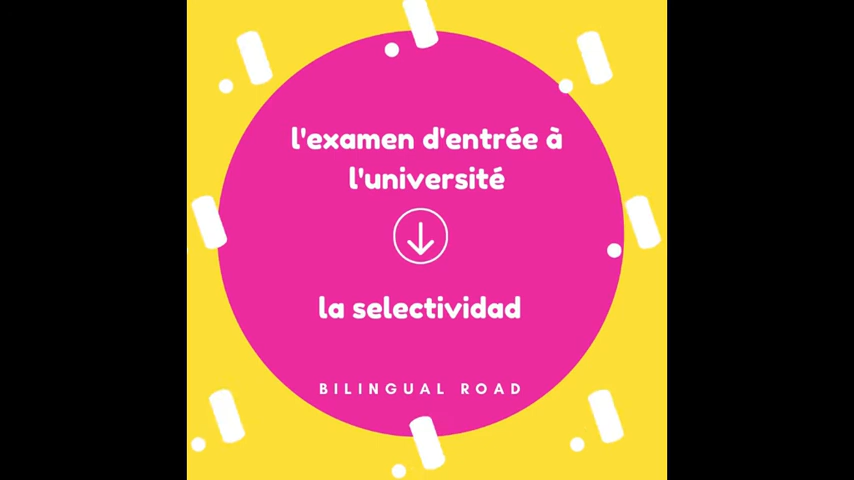 l'examen d'entrée à
l'université
la selectividad
BILINGUAL ROAD